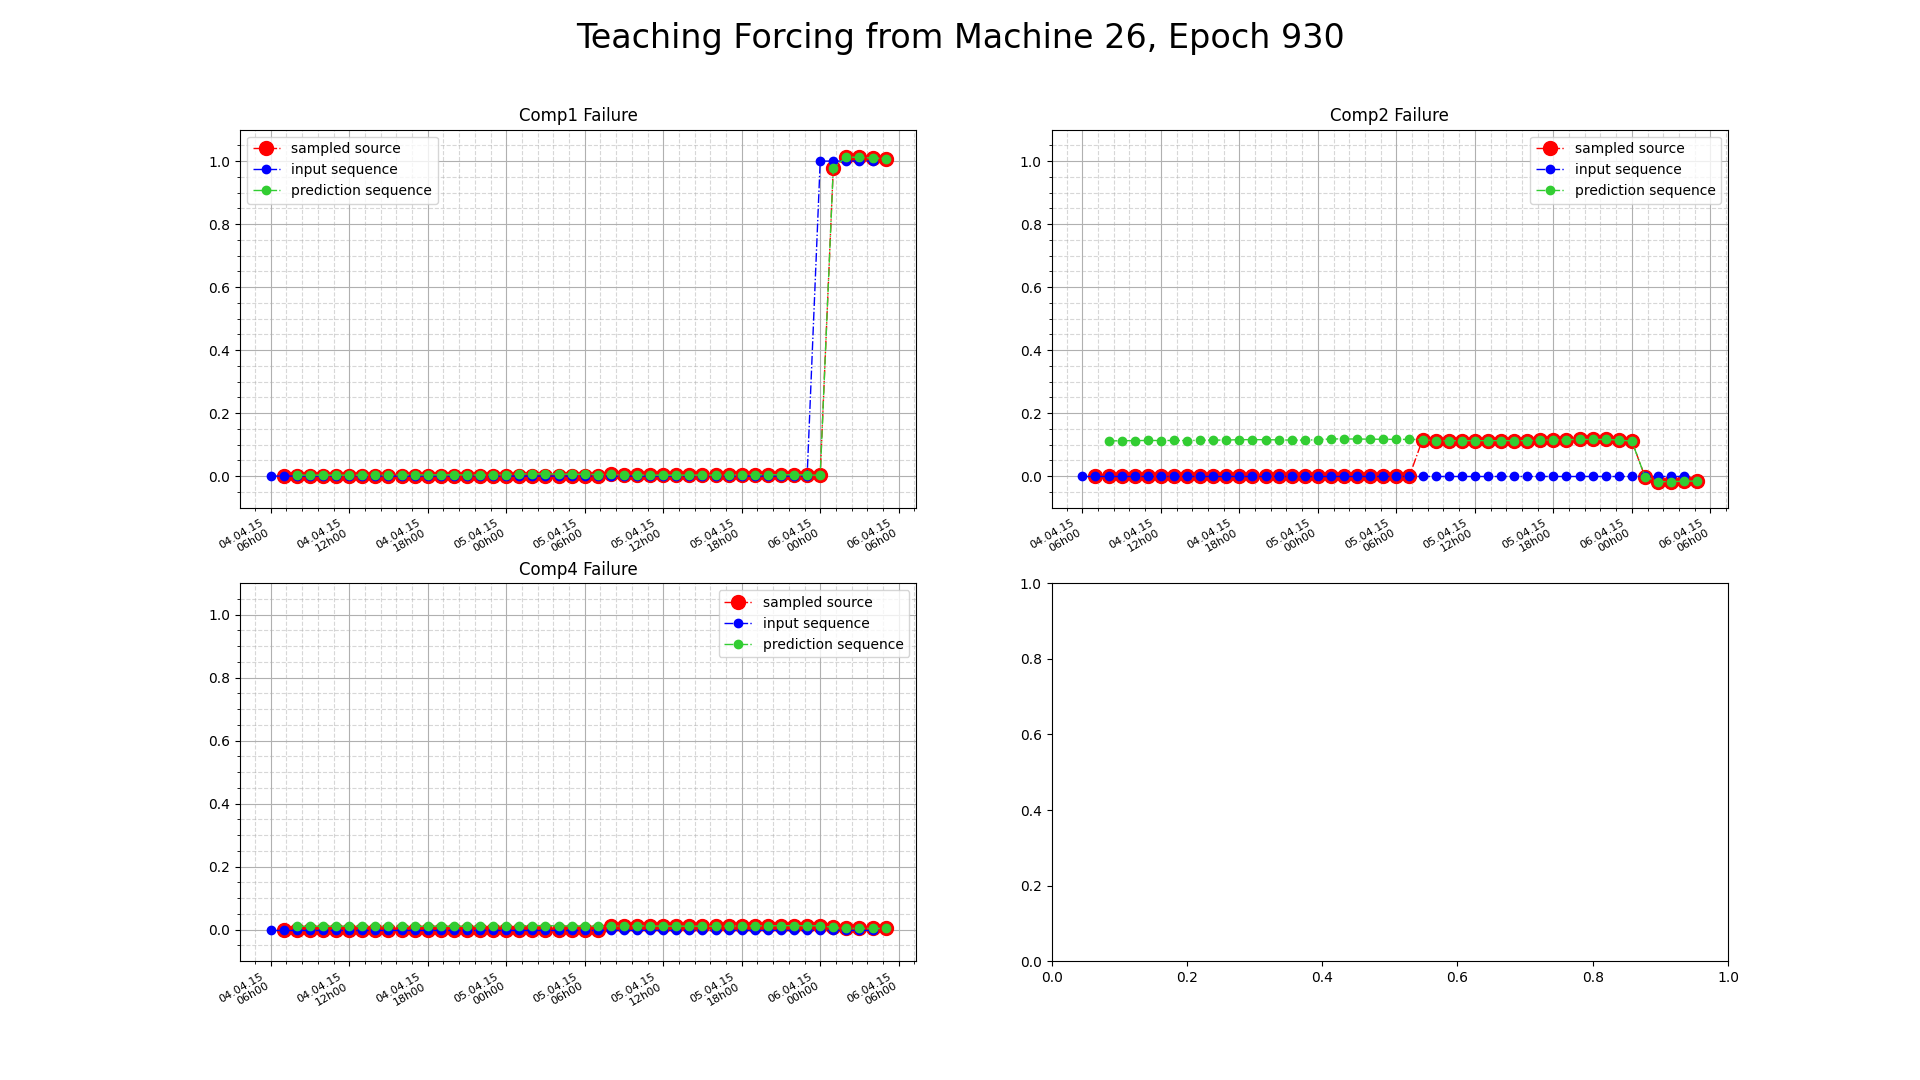 Teaching Forcing from Machine 26, Epoch 930
Comp1 Failure
sampled source
input sequence
prediction sequence
1.0
0.8
0.6
0.4
0.2
0.0
04.04.15
06h00
04.04.15
12h00
04.04.15
18h00
05.04.15
00h00
05.04.15
06h00
05.04.15
12h00
05.04.15
18h00
06.04.15
00h00
06.04.15
06h00
Comp2 Failure
sampled source
input sequence
prediction sequence
1.0
0.8
0.6
0.4
0.2
0.0
04.04.15
06h00
04.04.15
12h00
04.04.15
18h00
05.04.15
00h00
05.04.15
06h00
05.04.15
12h00
05.04.15
18h00
06.04.15
00h00
06.04.15
06h00
Comp4 Failure
sampled source
input sequence
prediction sequence
1.0
0.8
0.6
0.4
0.2
0.0
04.04.15
06h00
04.04.15
12h00
04.04.15
18h00
05.04.15
00h00
05.04.15
06h00
05.04.15
12h00
05.04.15
18h00
06.04.15
00h00
06.04.15
06h00
1.0
0.8
0.6
0.4
0.2
0.0
0.0 0.2 0.4 0.6 0.8 1.0